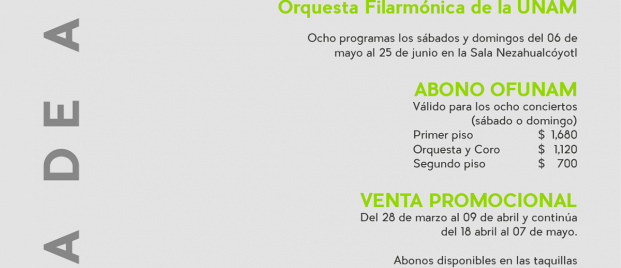 Orquesta Filarmónica de la UNAM
Ocho programas los sábados y domingos del 06 de
mayo al 25 de junio en la Sala Nezahualcóyotl
ABONO OFUNAM
Válido para los ocho conciertos
(sábado o domingo)
Primer piso $ 1,680
Orquesta y Coro $ 1,120
Segundo piso $ 700
VENTA PROMOCIONAL
Del 28 de marzo al 09 de abril y continúa
del 18 abril al 07 de mayo.
Abonos disponibles en las taquillas
A DE A